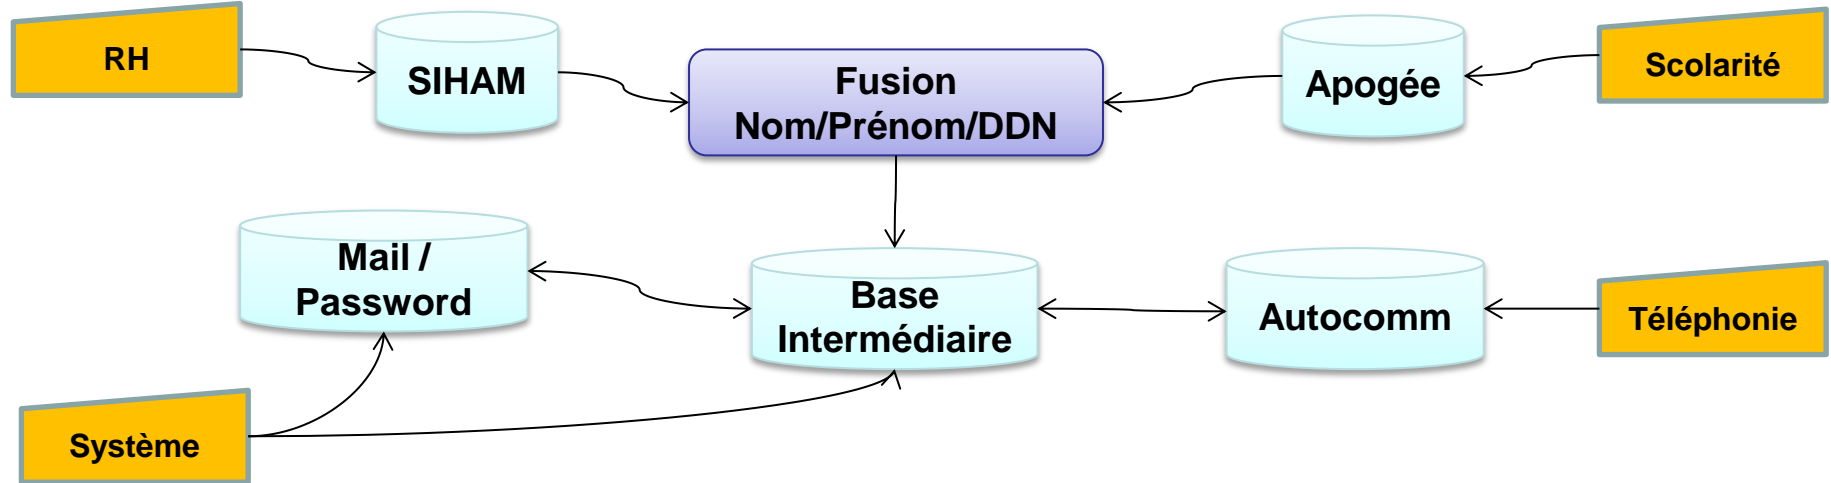 RH
SIHAM
Fusion
Nom/Prénom/DDN
Apogée
Scolarité
Mail /
Password
Base
Intermédiaire
Autocomm
Téléphonie
Système